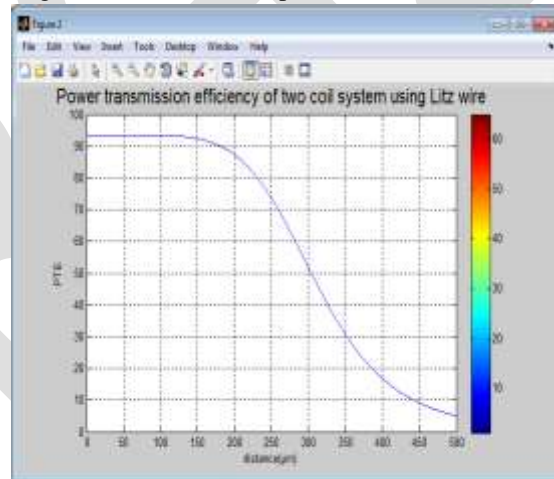 Figure 2
File Edit View Insert Tools Desktop Window Help
Power transmission efficiency of two coil system using Litz wire
100
90
80
70
60
50
40
30
20
10
0
PTE
0 50 100 150 200 250 300 350 400 450 500
distance(μm)
60
50
40
30
20
10